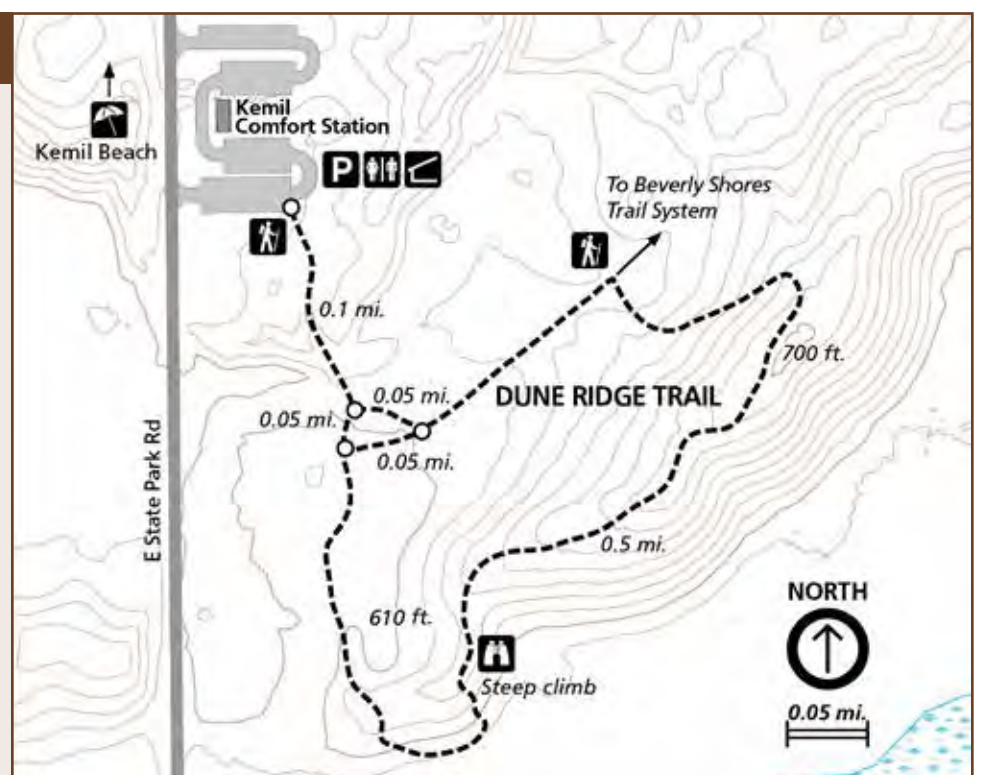 Kemil
Comfort Station
Kemil Beach
P
To Beverly Shores
Trail System
0.1 mi.
700 ft.
DUNE RIDGE TRAIL
0.05 mi.
0.05 mi.
0.05 mi.
E State Park Rd
0.5 mi.
NORTH
610 ft.
Steep climb
0.05 mi.